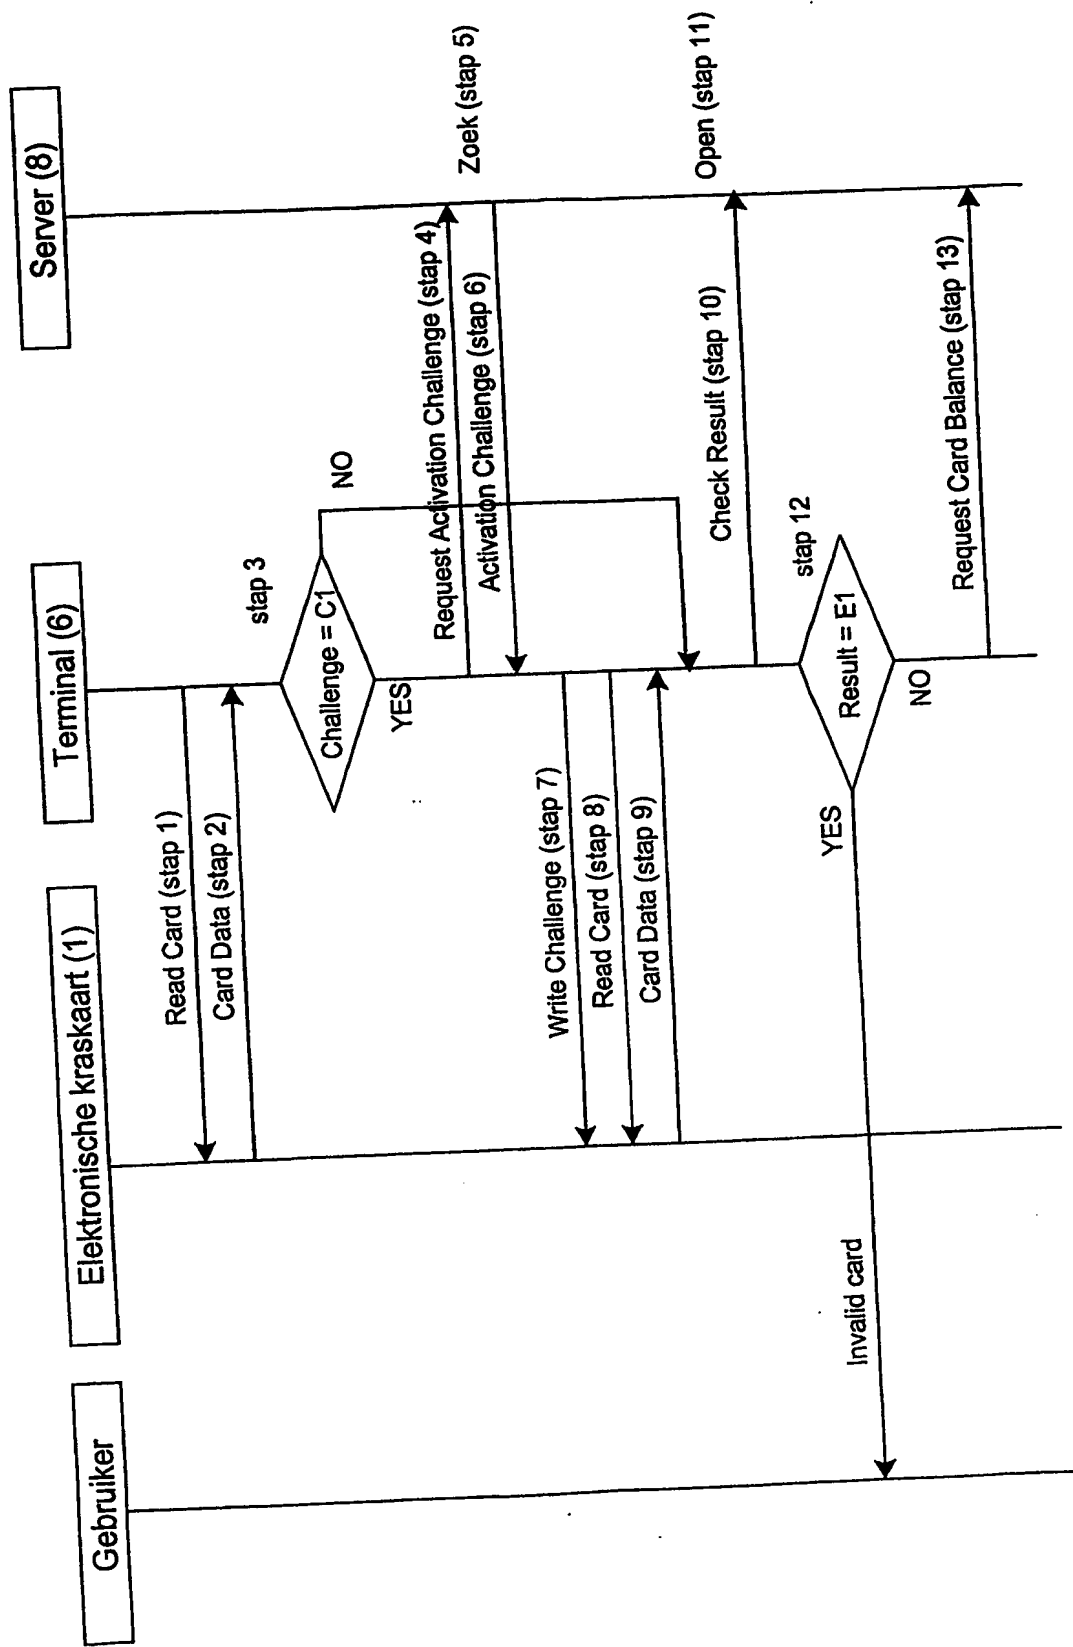 Gebruiker
Elektronische kraskaart (1)
Terminal (6)
Server (8)
Read Card (stap 1)
Card Data (stap 2)
stap 3
Challenge = C1
NO
YES
Request Activation Challenge (stap 4)
Zoek (stap 5)
Activation Challenge (stap 6)
Write Challenge (stap 7)
Read Card (stap 8)
Card Data (stap 9)
Check Result (stap 10)
Open (stap 11)
stap 12
Result = E1
YES
NO
Invalid card
Request Card Balance (stap 13)